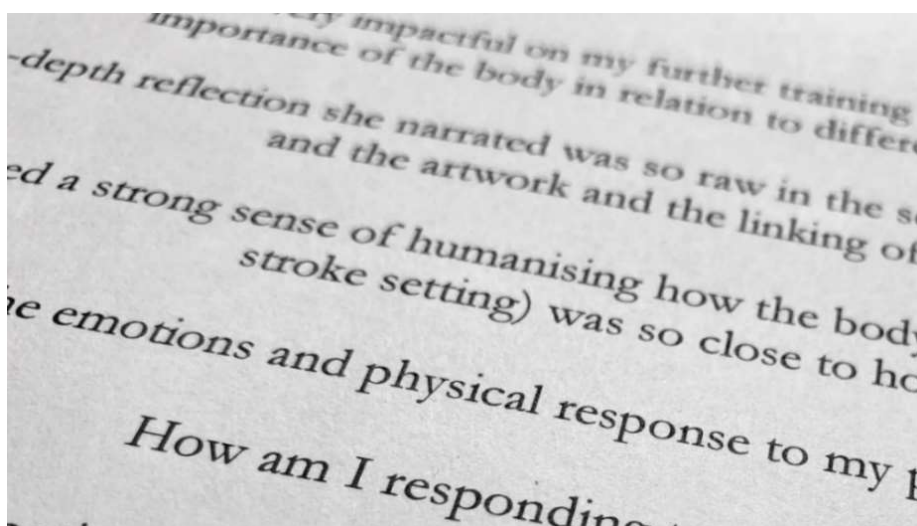 impactful on my further training
importance of the body in relation to differe
-depth reflection she narrated was so raw in the s
and the artwork and the linking of
ed a strong sense of humanising how the body
stroke setting) was so close to ho
he emotions and physical response to my p
How am I responding